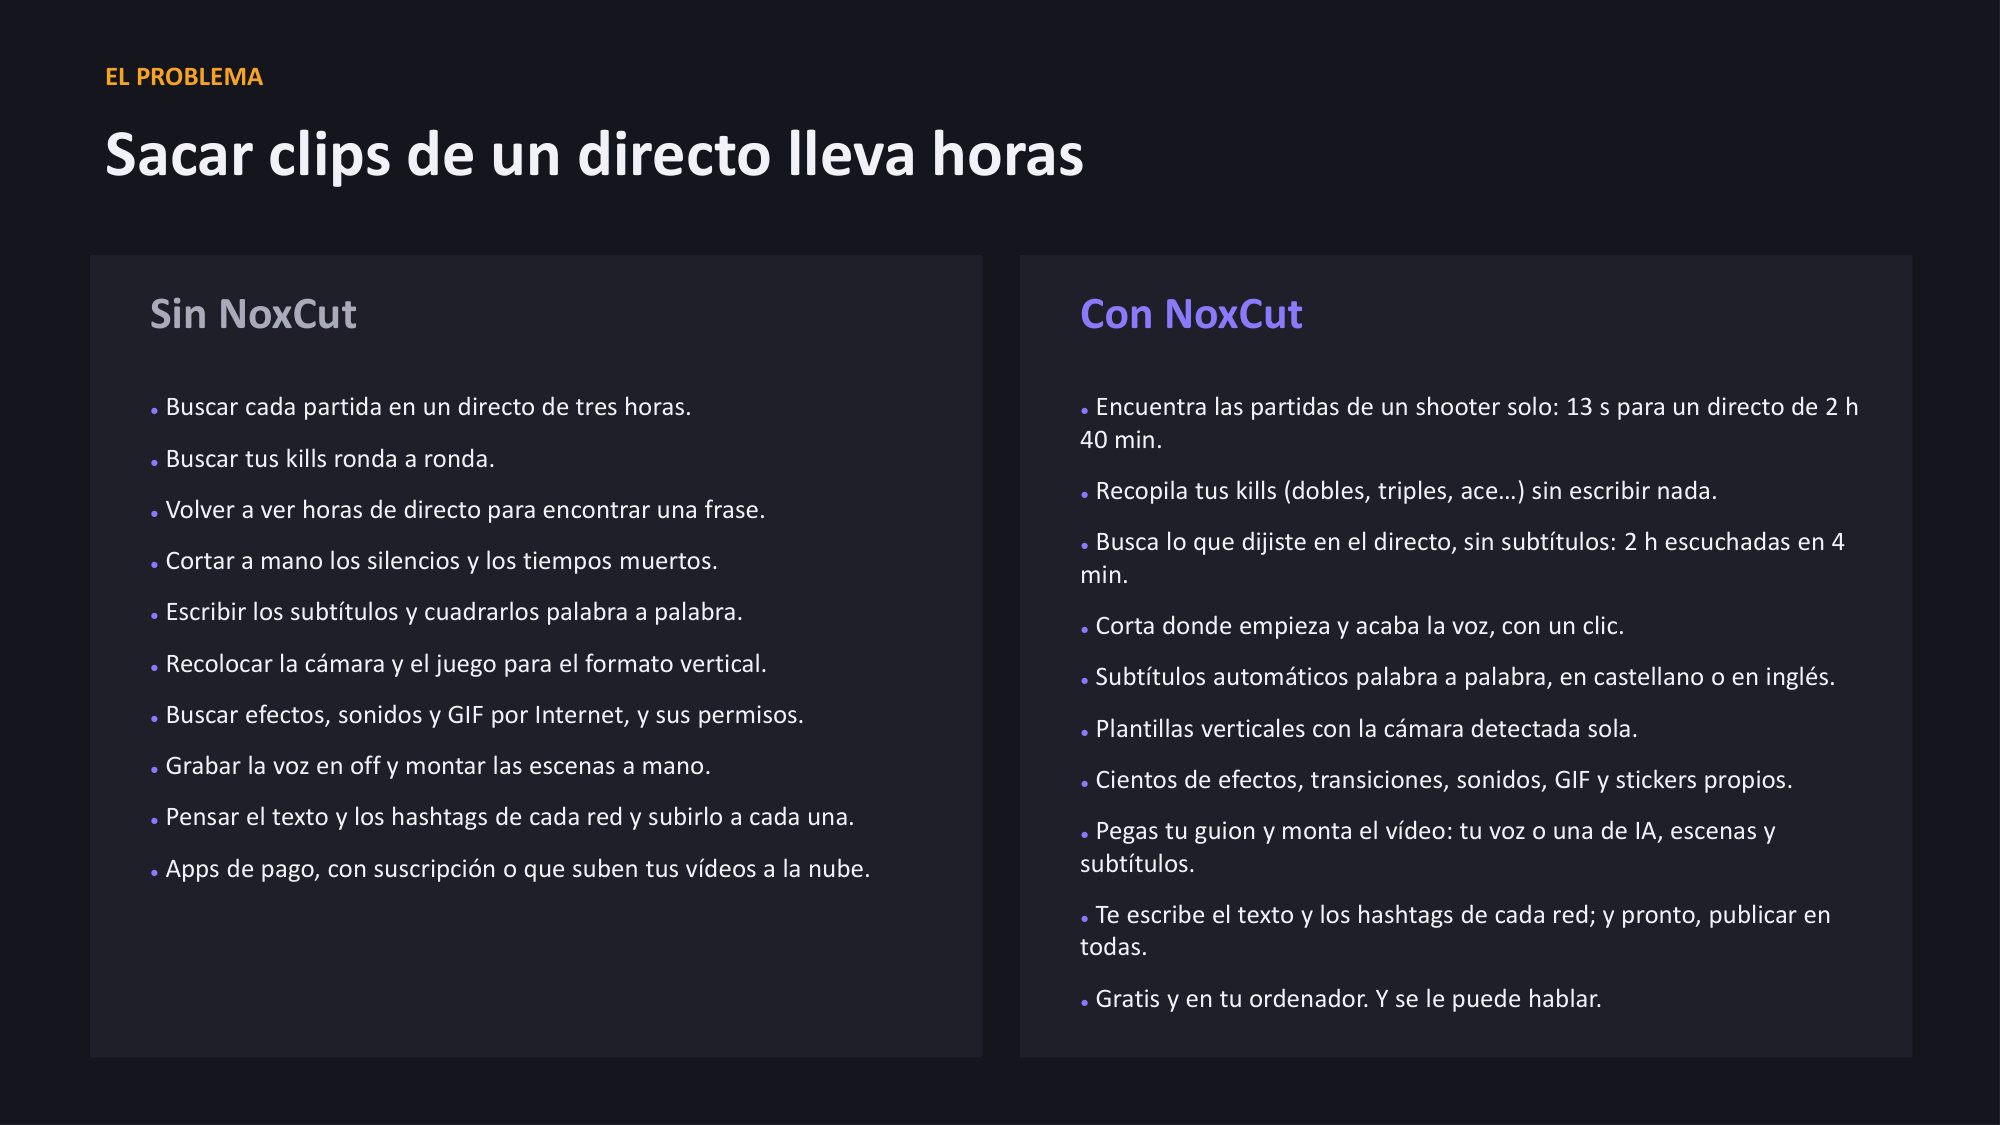 EL PROBLEMA
Sacar clips de un directo lleva horas
Sin NoxCut
• Buscar cada partida en un directo de tres horas.
• Buscar tus kills ronda a ronda.
• Volver a ver horas de directo para encontrar una frase.
• Cortar a mano los silencios y los tiempos muertos.
• Escribir los subtítulos y cuadrarlos palabra a palabra.
• Recolocar la cámara y el juego para el formato vertical.
• Buscar efectos, sonidos y GIF por Internet, y sus permisos.
• Grabar la voz en off y montar las escenas a mano.
• Pensar el texto y los hashtags de cada red y subirlo a cada una.
• Apps de pago, con suscripción o que suben tus vídeos a la nube.
Con NoxCut
• Encuentra las partidas de un shooter solo: 13 s para un directo de 2 h
40 min.
• Recopila tus kills (dobles, triples, ace...) sin escribir nada.
• Busca lo que dijiste en el directo, sin subtítulos: 2 h escuchadas en 4
min.
• Corta donde empieza y acaba la voz, con un clic.
• Subtítulos automáticos palabra a palabra, en castellano o en inglés.
• Plantillas verticales con la cámara detectada sola.
• Cientos de efectos, transiciones, sonidos, GIF y stickers propios.
• Pegas tu guion y monta el vídeo: tu voz o una de IA, escenas y
subtítulos.
• Te escribe el texto y los hashtags de cada red; y pronto, publicar en
todas.
• Gratis y en tu ordenador. Y se le puede hablar.